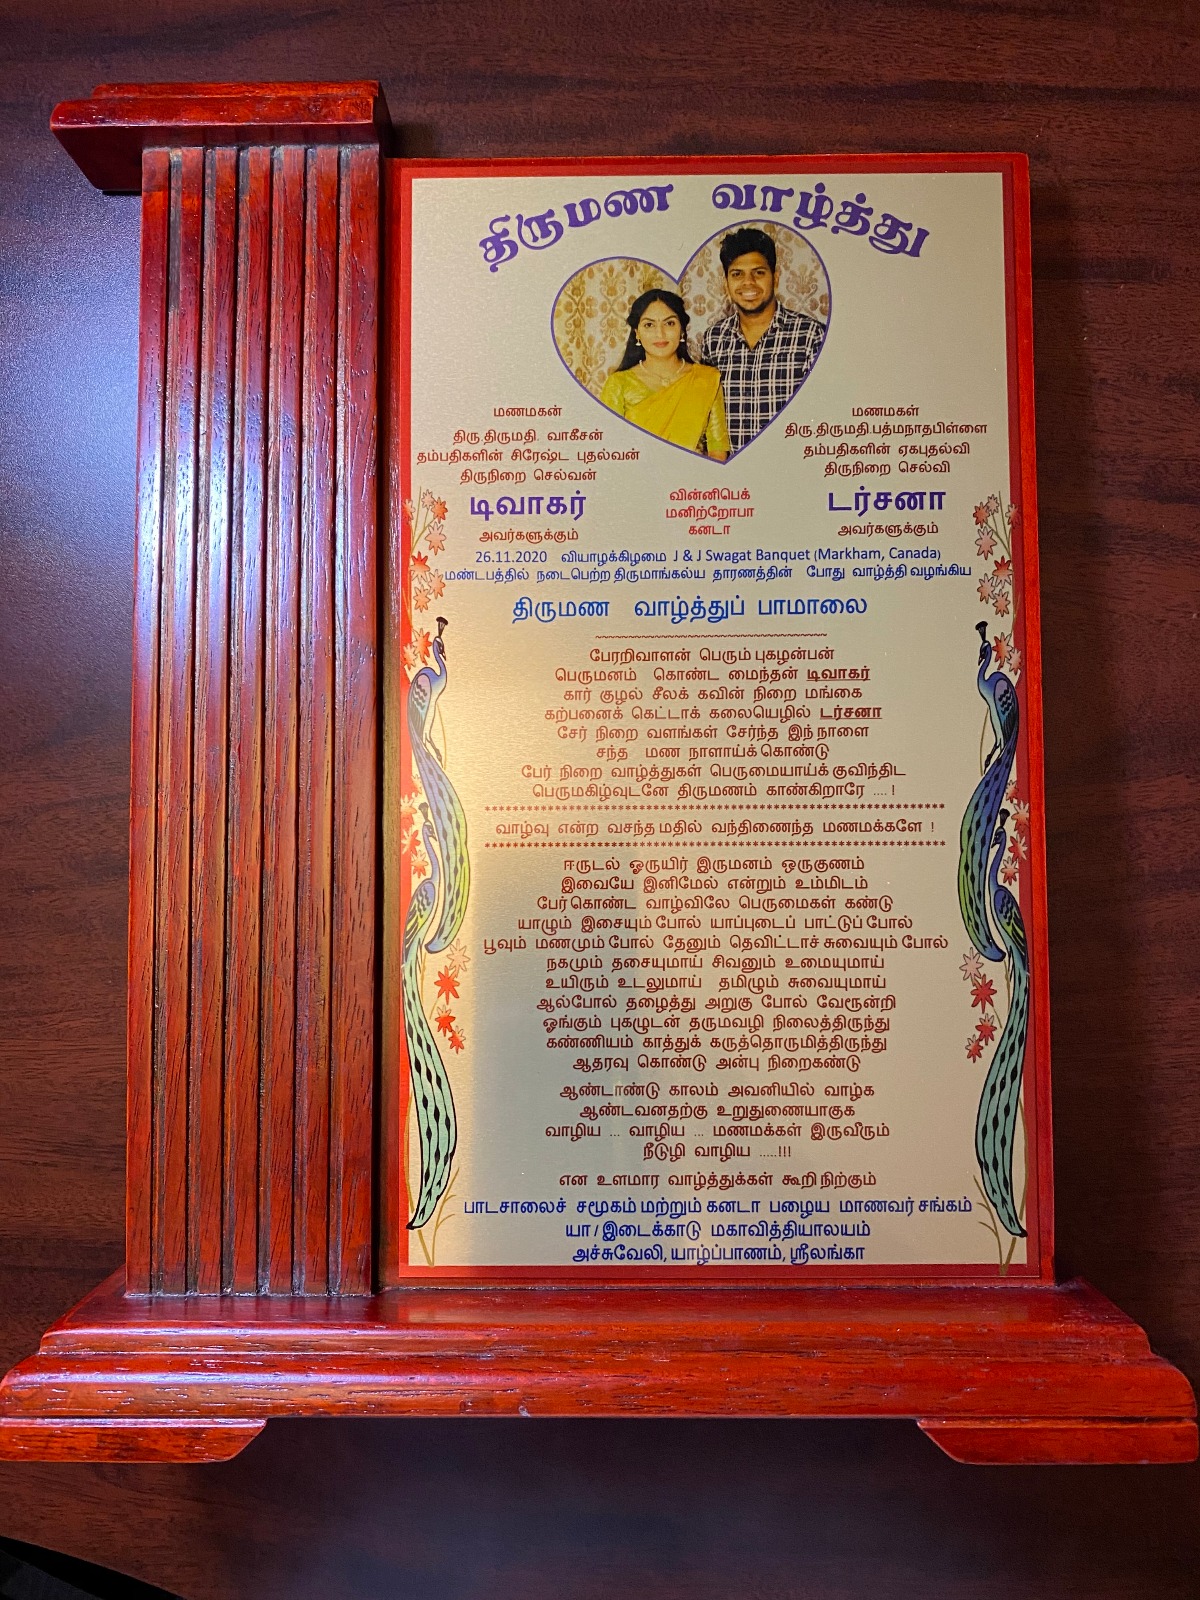 திருமண வாழ்த்து
மணமகன்
திரு திருமதி. வாகீசன்
தம்பதிகளின் சிரேஷ்ட புதல்வன்
திருநிறை செல்வன்
டிவாகர்
அவர்களுக்கும்
வின்னிபெக்
மனிற்றோபா
கனடா
மணமகள்
திரு.திருமதி.பத்மநாதபிள்ளை
தம்பதிகளின் ஏகபுதல்வி
திருநிறை செல்வி
டர்சனா
அவர்களுக்கும்
26.11.2020 வியாழக்கிழமை J & J Swagat Banquet (Markham, Canada)
மண்டபத்தில் நடைபெற்ற திருமாங்கல்ய தாரணத்தின் போது வாழ்த்தி வழங்கிய
திருமண வாழ்த்துப் பாமாலை
பேரறிவாளன் பெரும் புகழன்பன்
பெருமனம் கொண்ட மைந்தன் டிவாகர்
கார் குழல் சீலக் கவின் நிறை மங்கை
கற்பனைக் கெட்டாக் கலையெழில் டர்சனா
சேர் நிறை வளங்கள் சேர்ந்த இந் நாளை
சந்த மண நாளாய்க் கொண்டு
பேர் நிறை வாழ்த்துகள் பெருமையாய்க் குவிந்திட
பெருமகிழ்வுடனே திருமணம் காண்கிறாரே .... !
வாழ்வு என்ற வசந்த மதில் வந்திணைந்த மணமக்களே !
ஈருடல் ஓருயிர் இருமனம் ஒருகுணம்
இவையே இனிமேல் என்றும் உம்மிடம்
பேர் கொண்ட வாழ்விலே பெருமைகள் கண்டு
யாழும் இசையும் போல் யாப்புடைப் பாட்டுப் போல்
பூவும் மணமும் போல் தேனும் தெவிட்டாச் சுவையும் போல்
நகமும் தசையுமாய் சிவனும் உமையுமாய்
உயிரும் உடலுமாய் தமிழும் சுவையுமாய்
ஆல்போல் தழைத்து அறுகு போல் வேரூன்றி
ஓங்கும் புகழுடன் தருமவழி நிலைத்திருந்து
கண்ணியம் காத்துக் கருத்தொருமித்திருந்து
ஆதரவு கொண்டு அன்பு நிறைகண்டு
ஆண்டாண்டு காலம் அவனியில் வாழ்க
ஆண்டவனதற்கு உறுதுணையாகுக
வாழிய ... வாழிய ... மணமக்கள் இருவீரும்
நீடுழி வாழிய .....!!!
என உளமார வாழ்த்துக்கள் கூறி நிற்கும்
பாடசாலைச் சமூகம் மற்றும் கனடா பழைய மாணவர் சங்கம்
யா / இடைக்காடு மகாவித்தியாலயம்
அச்சுவேலி, யாழ்ப்பாணம், ஸ்ரீலங்கா